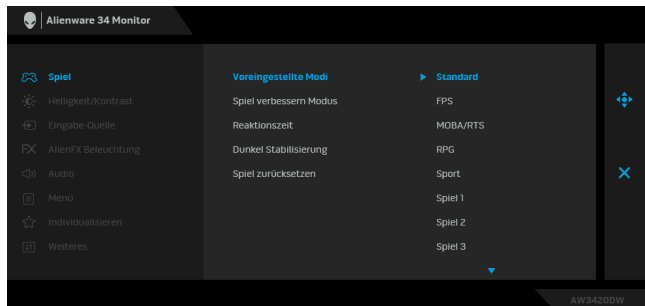 Alienware 34 Monitor
Spiel Voreingestellte Modi Standard
Helligkeit/Kontrast Spiel verbessern Modus FPS
Eingabe-Quelle Reaktionszeit MOBA/RTS
AlienFX Beleuchtung Dunkel Stabilisierung RPG
Audio Spiel zurücksetzen Sport
Menü Spiel 1
Individualisieren Spiel 2
Weiteres Spiel 3
AW3420DW